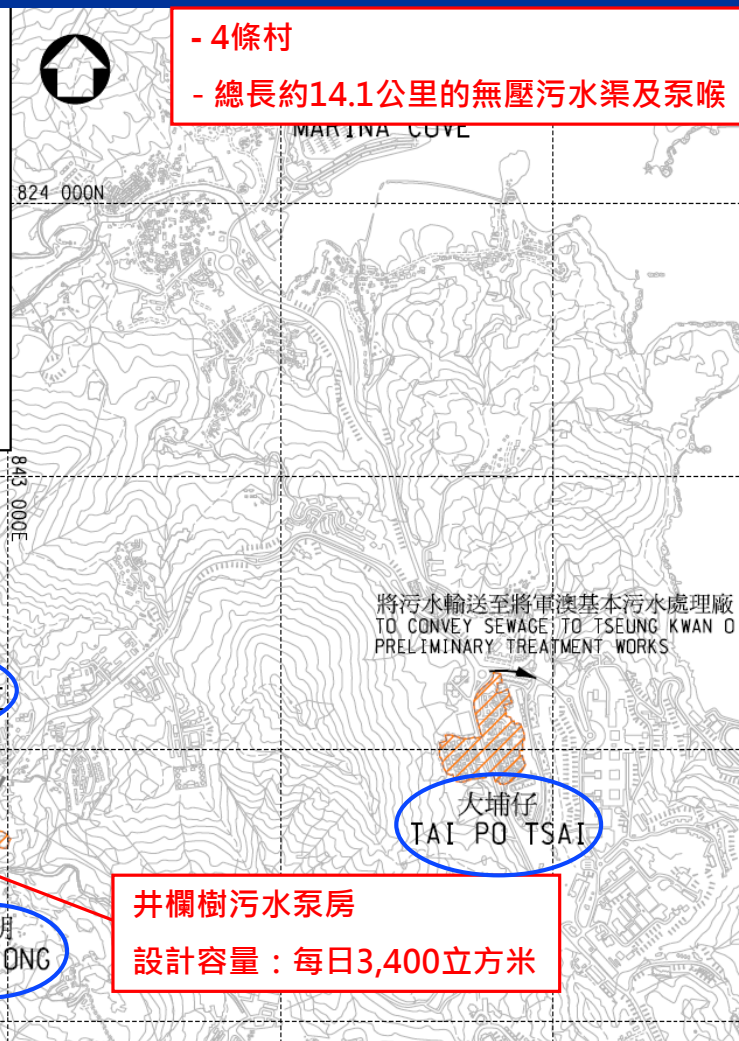 - 4條村
- 總長約14.1公里的無壓污水渠及泵喉
MARINA COVE
824 000N
843 000E
將污水輸送至將軍澳基本污水處理廠
TO CONVEY SEWAGE TO TSEUNG KWAN O
PRELIMINARY TREATMENT WORKS
大埔仔
TAI PO TSAI
井欄樹污水泵房
設計容量：每日3,400立方米
ONG